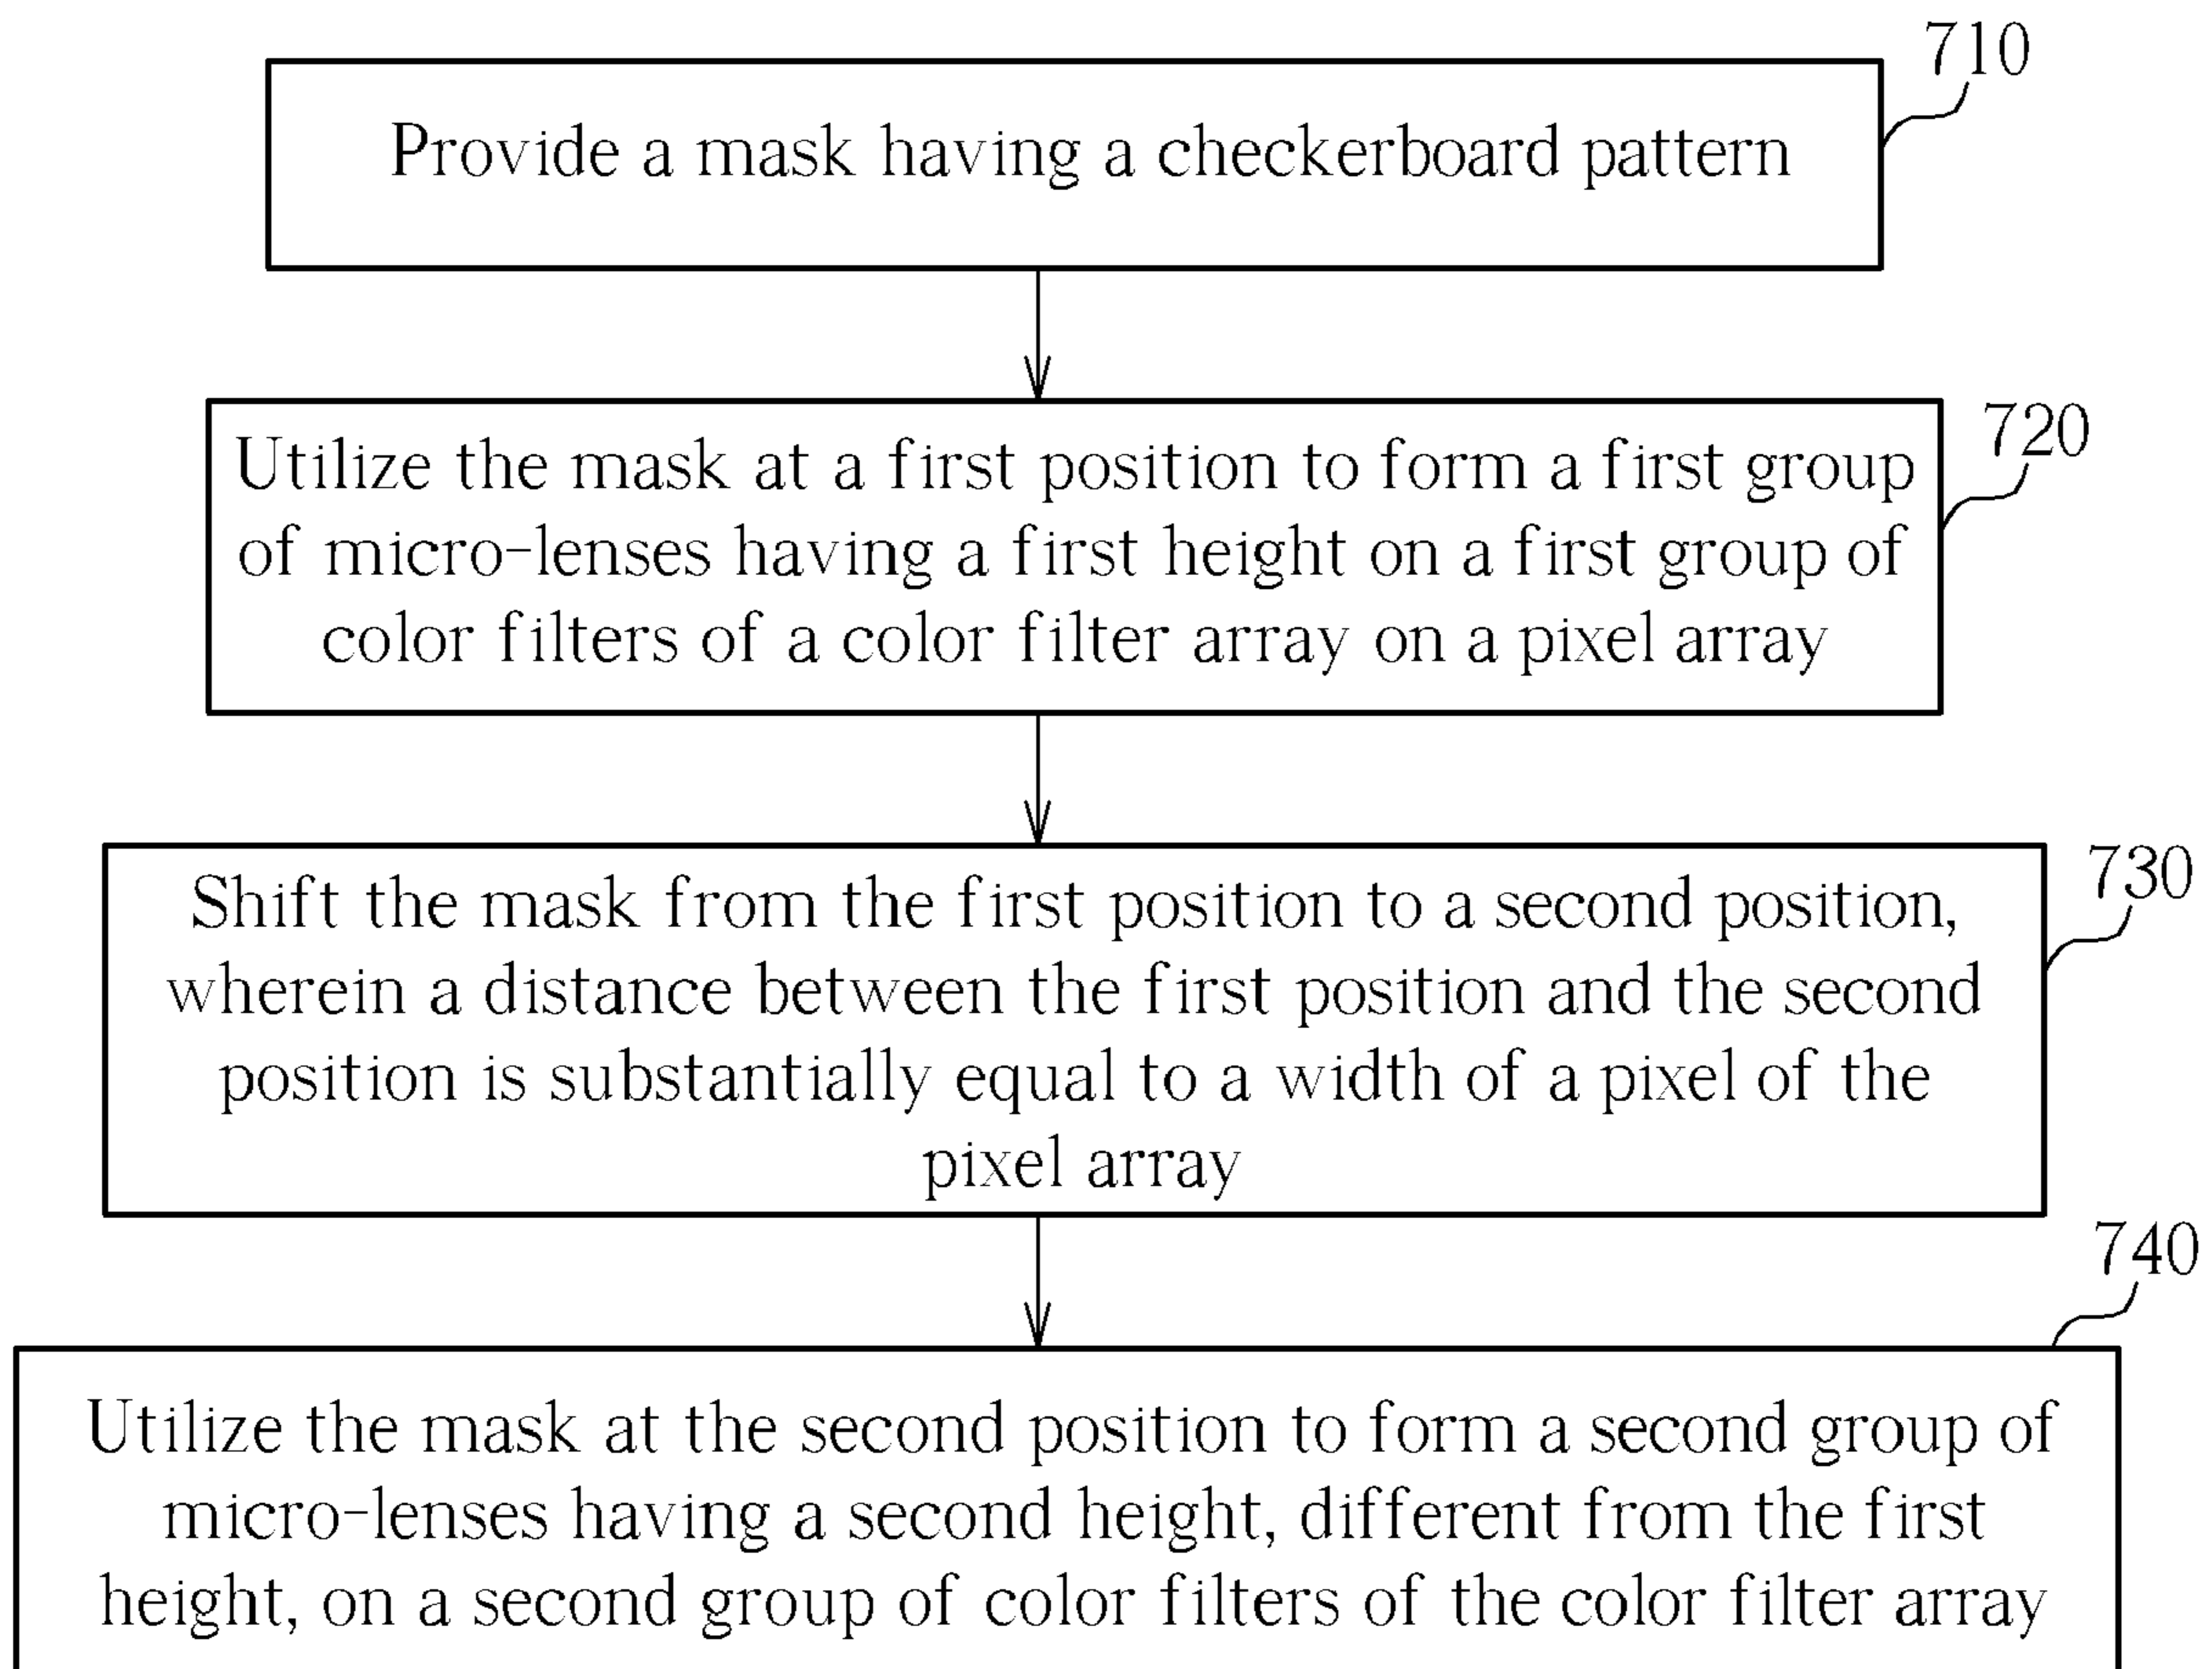 710
Provide a mask having a checkerboard pattern
720
Utilize the mask at a first position to form a first group
of micro-lenses having a first height on a first group of
color filters of a color filter array on a pixel array
730
Shift the mask from the first position to a second position,
wherein a distance between the first position and the second
position is substantially equal to a width of a pixel of the
pixel array
740
Utilize the mask at the second position to form a second group of
micro-lenses having a second height, different from the first
height, on a second group of color filters of the color filter array